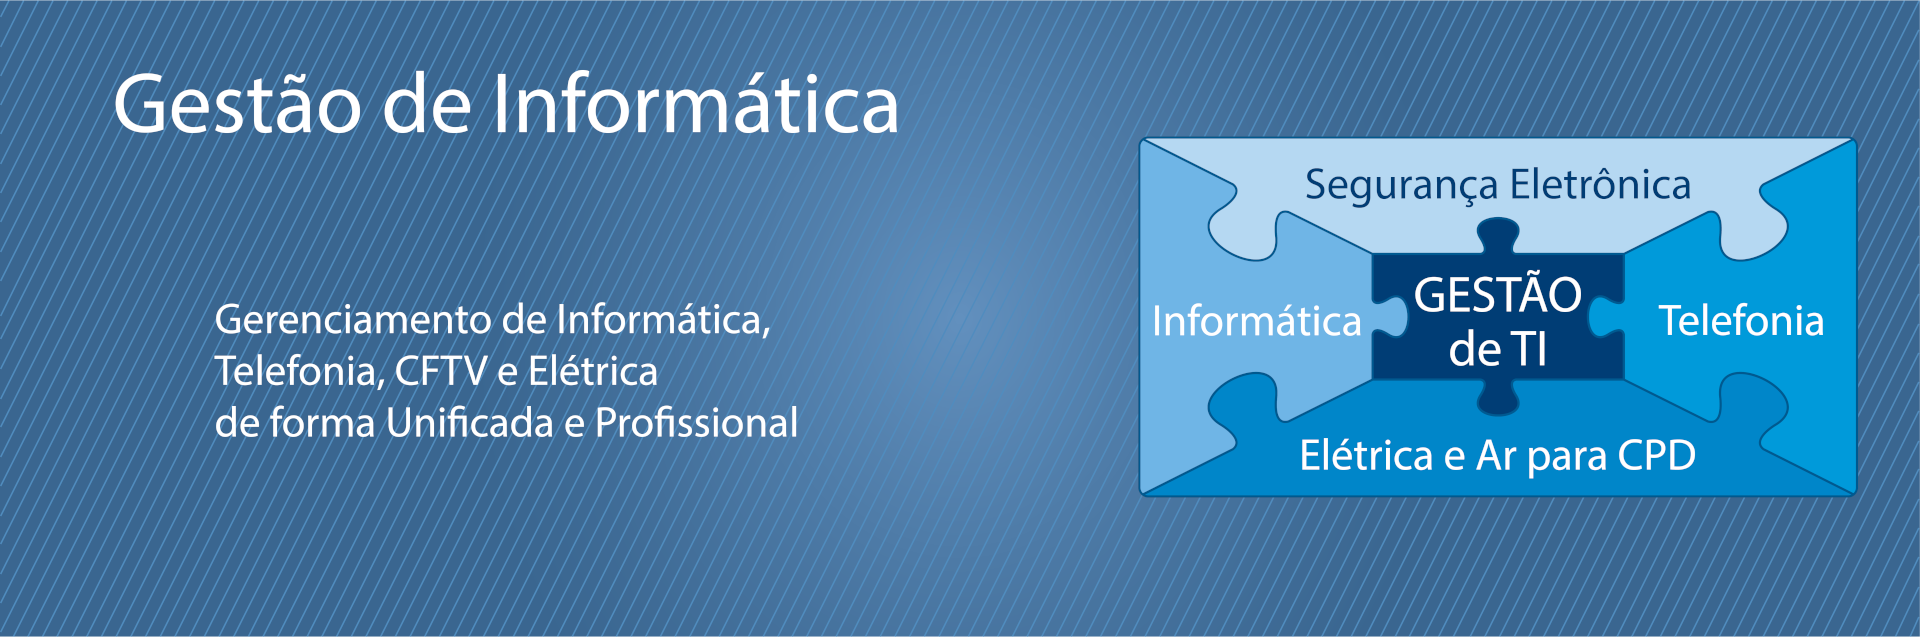 Gestão de Informática
Gerenciamento de Informática,
Telefonia, CFTV e Elétrica
de forma Unificada e Profissional
Segurança Eletrônica
Informática
GESTÃO
de TI
Telefonia
Elétrica e Ar para CPD